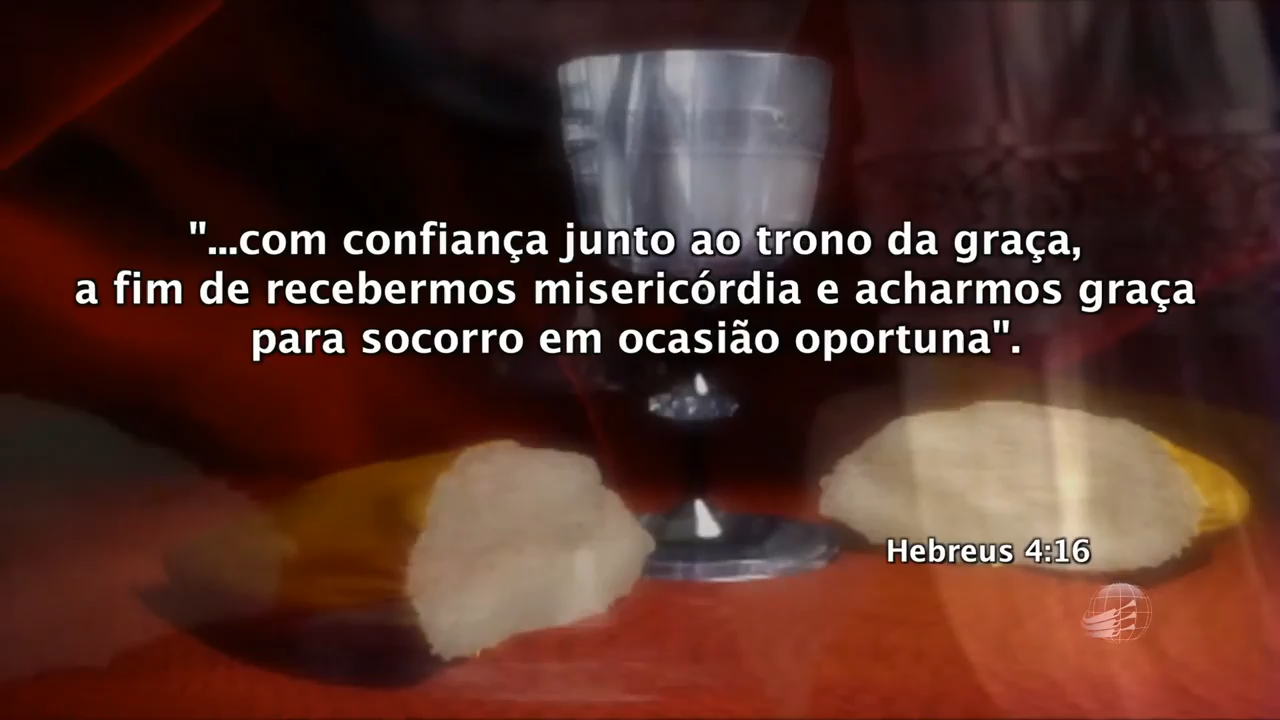 "...com confiança junto ao trono da graça,
a fim de recebermos misericórdia e acharmos graça
para socorro em ocasião oportuna".
Hebreus 4:16